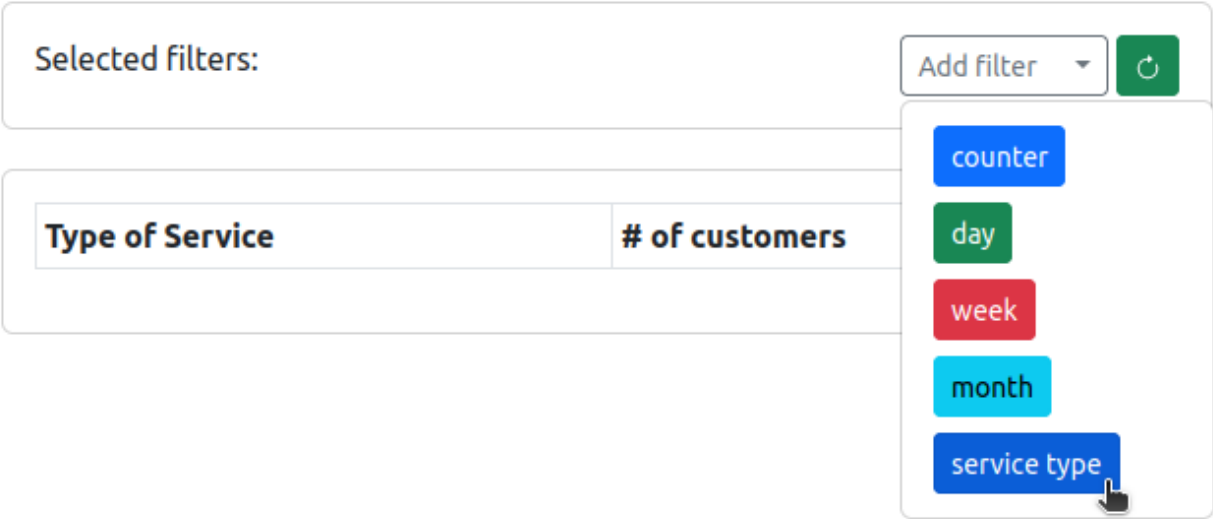 Selected filters:
Add filter
counter
day
week
month
service type
Type of Service
# of customers